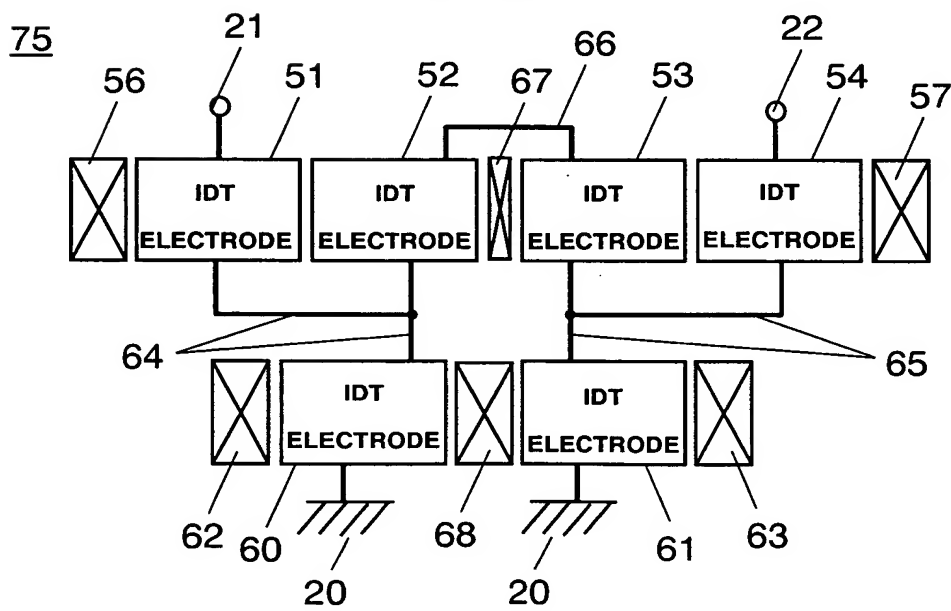 75
21 51 52 66 22
56 67 53 54 57
IDT IDT IDT IDT
ELECTRODE ELECTRODE ELECTRODE ELECTRODE
64 65
IDT IDT
ELECTRODE ELECTRODE
62 60 68 61 63
20 20